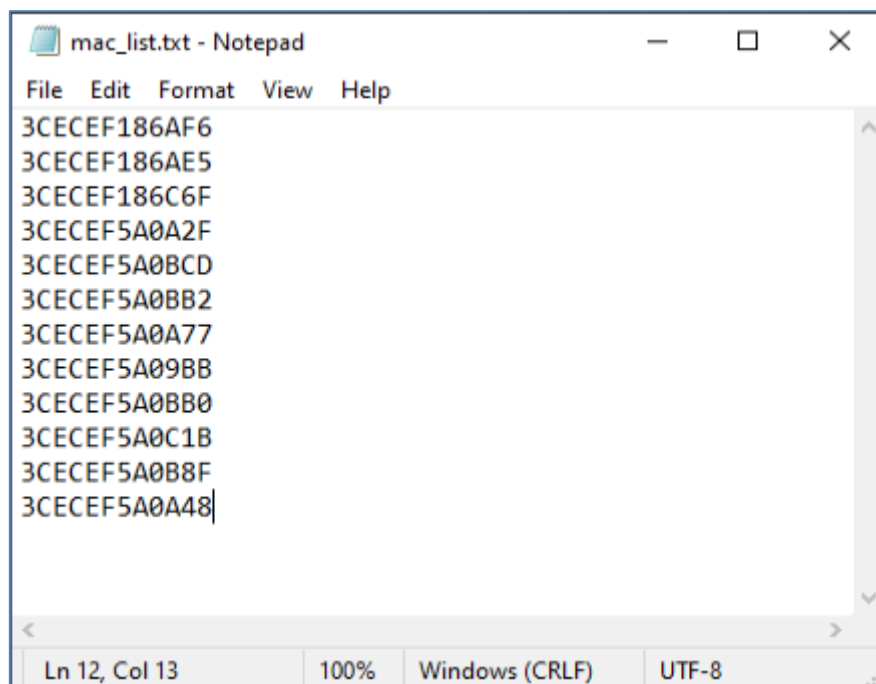 mac_list.txt - Notepad
File Edit Format View Help
3CECEF186AF6
3CECEF186AE5
3CECEF186C6F
3CECEF5A0A2F
3CECEF5A0BCD
3CECEF5A0BB2
3CECEF5A0A77
3CECEF5A09BB
3CECEF5A0BB0
3CECEF5A0C1B
3CECEF5A0B8F
3CECEF5A0A48
Ln 12, Col 13 100% Windows (CRLF) UTF-8